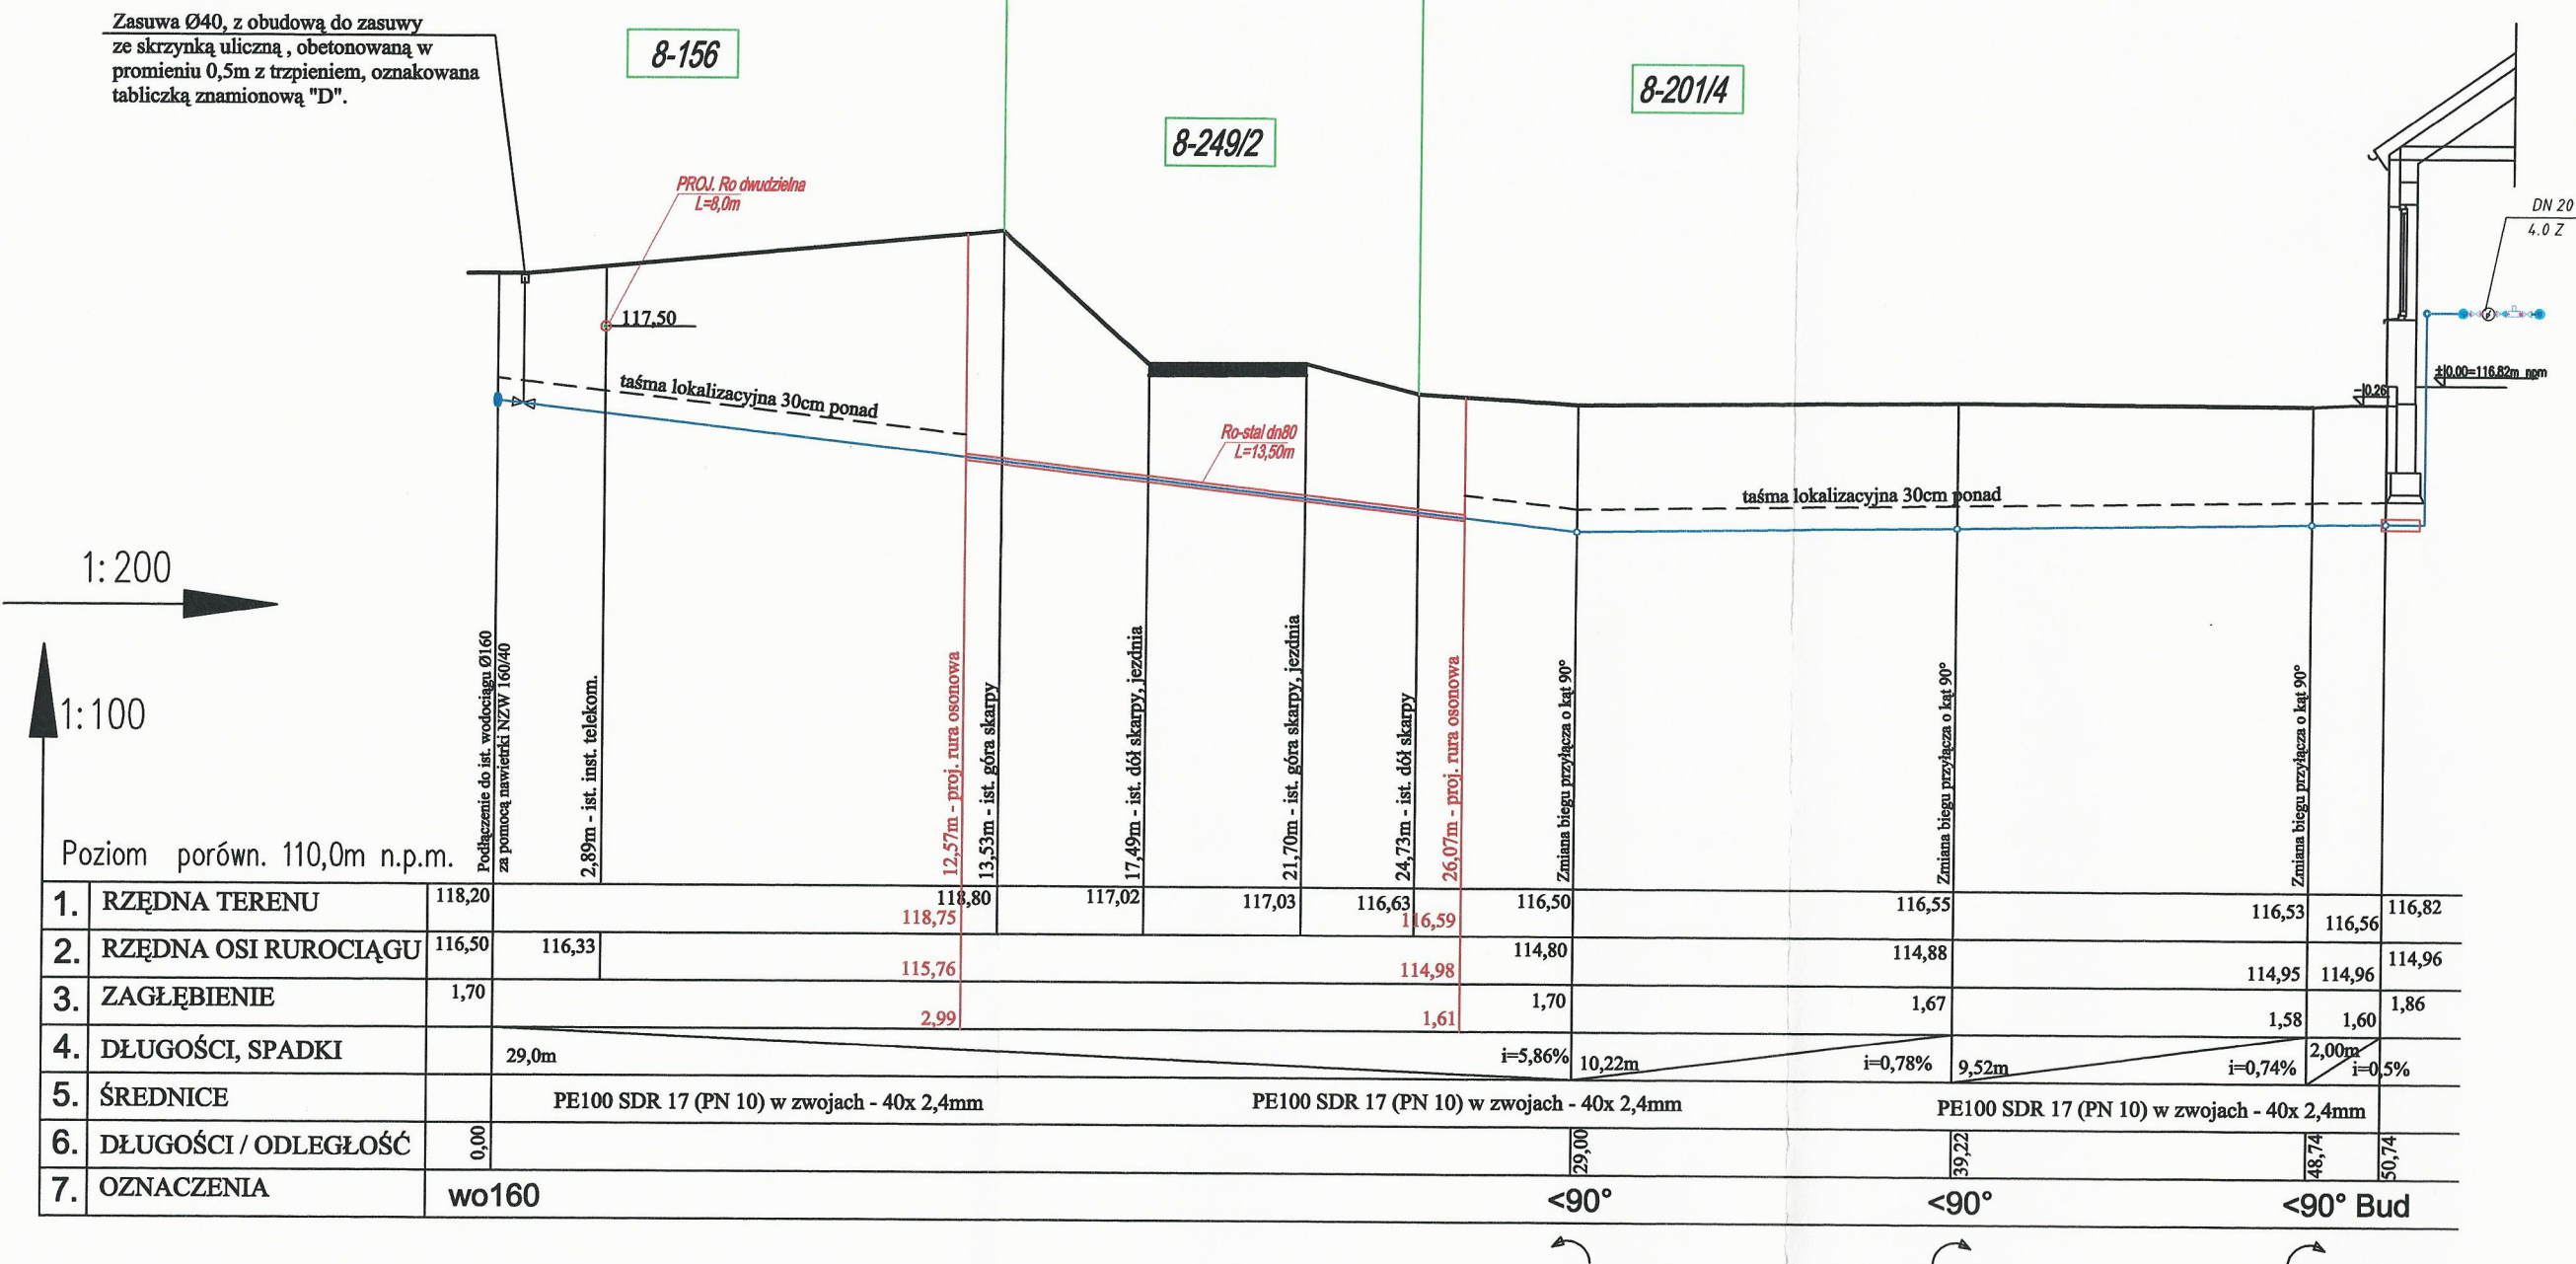 Zasuwa Ø40, z obudową do zasuwy
ze skrzynką uliczną , obetonowaną w
promieniu 0,5m z trzpieniem, oznakowana
tabliczką znamionową "D".
8-156
8-249/2
8-201/4
PROJ. Ro dwudzielna
L=8,0m
117,50
taśma lokalizacyjna 30cm ponad
Ro-stal dn80
L=13,50m
taśma lokalizacyjna 30cm ponad
DN 20
4.0 Z
±0.00=116.82m npm
-0.26
1:200
1:100
Poziom porówn. 110,0m n.p.m.
Podłączenie do ist. wodociągu Ø160
za pomocą nawietrki NZW 160/40
2,89m - ist. inst. telekom.
12,57m - proj. rura osonowa
13,53m - ist. góra skarpy
17,49m - ist. dół skarpy, jezdnia
21,70m - ist. góra skarpy, jezdnia
24,73m - ist. dół skarpy
26,07m - proj. rura osonowa
Zmiana biegu przyłącza o kąt 90°
Zmiana biegu przyłącza o kąt 90°
Zmiana biegu przyłącza o kąt 90°
1. RZĘDNA TERENU 118,20 118,75 118,80 117,02 117,03 116,63 116,59 116,50 116,55 116,53 116,56 116,82
2. RZĘDNA OSI RUROCIĄGU 116,50 116,33 115,76 114,98 114,80 114,88 114,95 114,96 114,96
3. ZAGŁĘBIENIE 1,70 2,99 1,61 1,70 1,67 1,58 1,60 1,86
4. DŁUGOŚCI, SPADKI 29,0m i=5,86% 10,22m i=0,78% 9,52m i=0,74% 2,00m i=0,5%
5. ŚREDNICE PE100 SDR 17 (PN 10) w zwojach - 40x 2,4mm PE100 SDR 17 (PN 10) w zwojach - 40x 2,4mm PE100 SDR 17 (PN 10) w zwojach - 40x 2,4mm
6. DŁUGOŚCI / ODLEGŁOŚĆ 0,00 29,00 39,22 48,74 50,74
7. OZNACZENIA wo160 <90° <90° <90° Bud